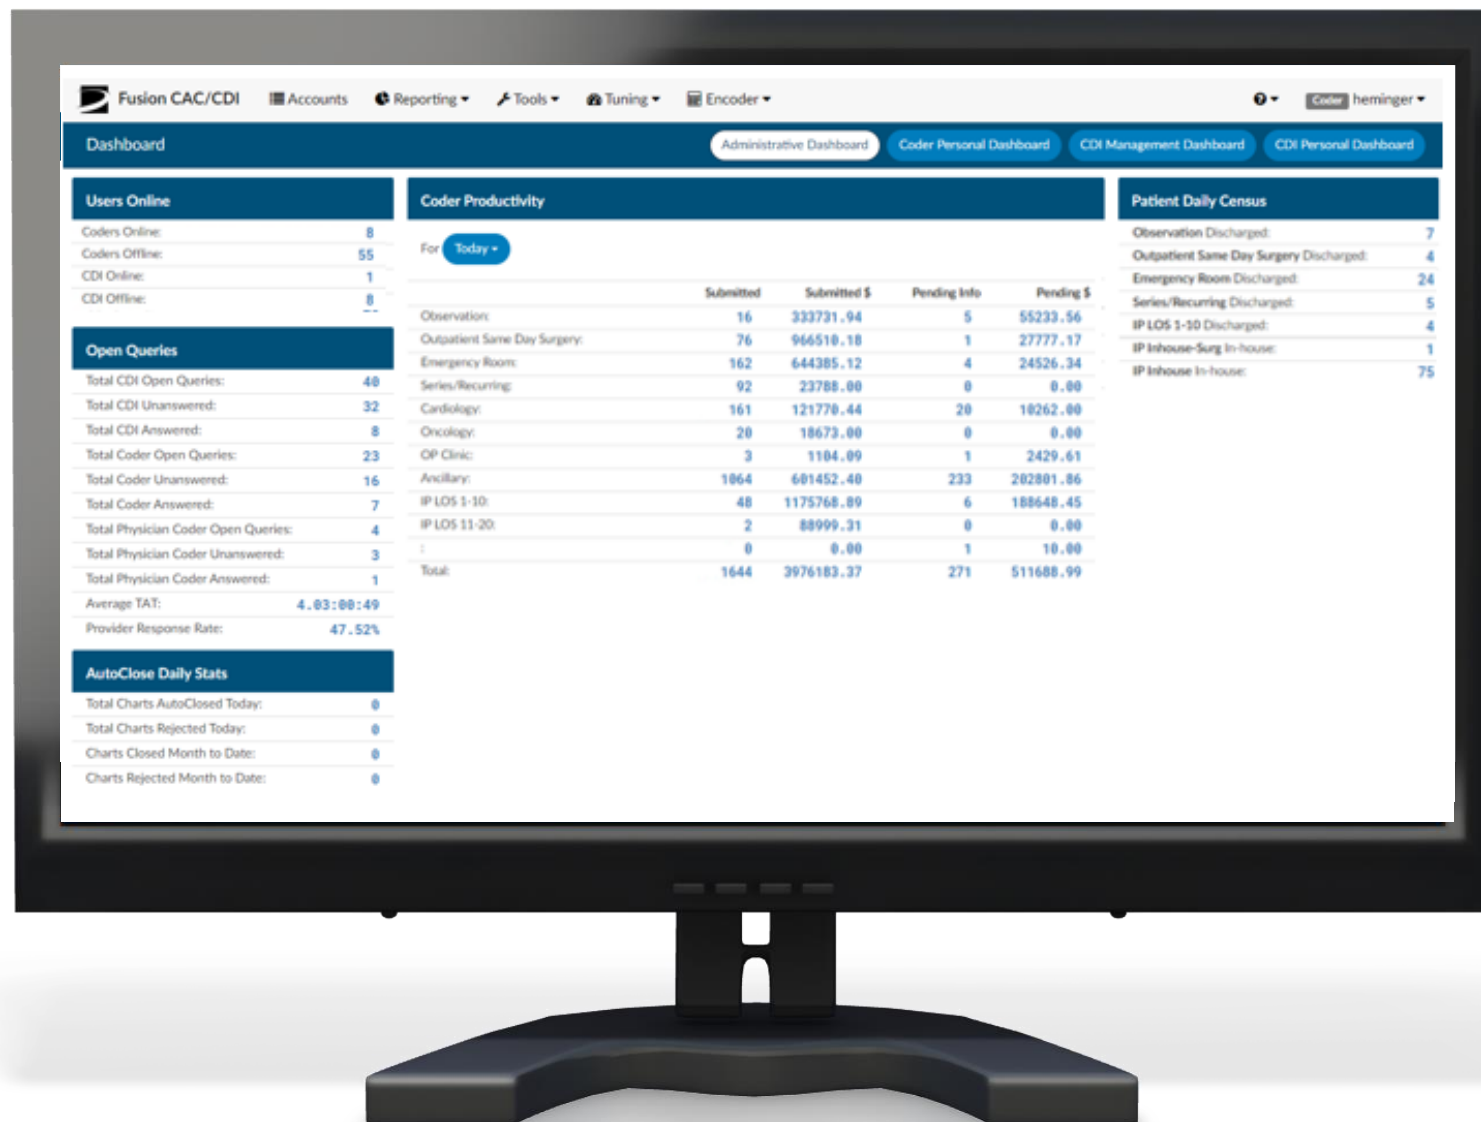 Fusion CAC/CDI Accounts Reporting Tools Tuning Encoder Coder heminger
Dashboard Administrative Dashboard Coder Personal Dashboard CDI Management Dashboard CDI Personal Dashboard
Users Online
Coders Online: 8
Coders Offline: 55
CDI Online: 1
CDI Offline: 8
Open Queries
Total CDI Open Queries: 40
Total CDI Unanswered: 32
Total CDI Answered: 8
Total Coder Open Queries: 23
Total Coder Unanswered: 16
Total Coder Answered: 7
Total Physician Coder Open Queries: 4
Total Physician Coder Unanswered: 3
Total Physician Coder Answered: 1
Average TAT: 4.03:00:49
Provider Response Rate: 47.52%
AutoClose Daily Stats
Total Charts AutoClosed Today: 0
Total Charts Rejected Today: 0
Charts Closed Month to Date: 0
Charts Rejected Month to Date: 0
Coder Productivity
For Today
Submitted Submitted $ Pending Info Pending $
Observation: 16 333731.94 5 55233.56
Outpatient Same Day Surgery: 76 966510.18 1 27777.17
Emergency Room: 162 644385.12 4 24526.34
Series/Recurring: 92 23788.00 0 0.00
Cardiology: 161 121770.44 20 10262.00
Oncology: 20 18673.00 0 0.00
OP Clinic: 3 1104.09 1 2429.61
Ancillary: 1064 601452.40 233 202801.86
IP LOS 1-10: 48 1175768.89 6 188648.45
IP LOS 11-20: 2 88999.31 0 0.00
: 0 0.00 1 10.00
Total: 1644 3976183.37 271 511688.99
Patient Daily Census
Observation Discharged: 7
Outpatient Same Day Surgery Discharged: 4
Emergency Room Discharged: 24
Series/Recurring Discharged: 5
IP LOS 1-10 Discharged: 4
IP Inhouse-Surg In-house: 1
IP Inhouse In-house: 75